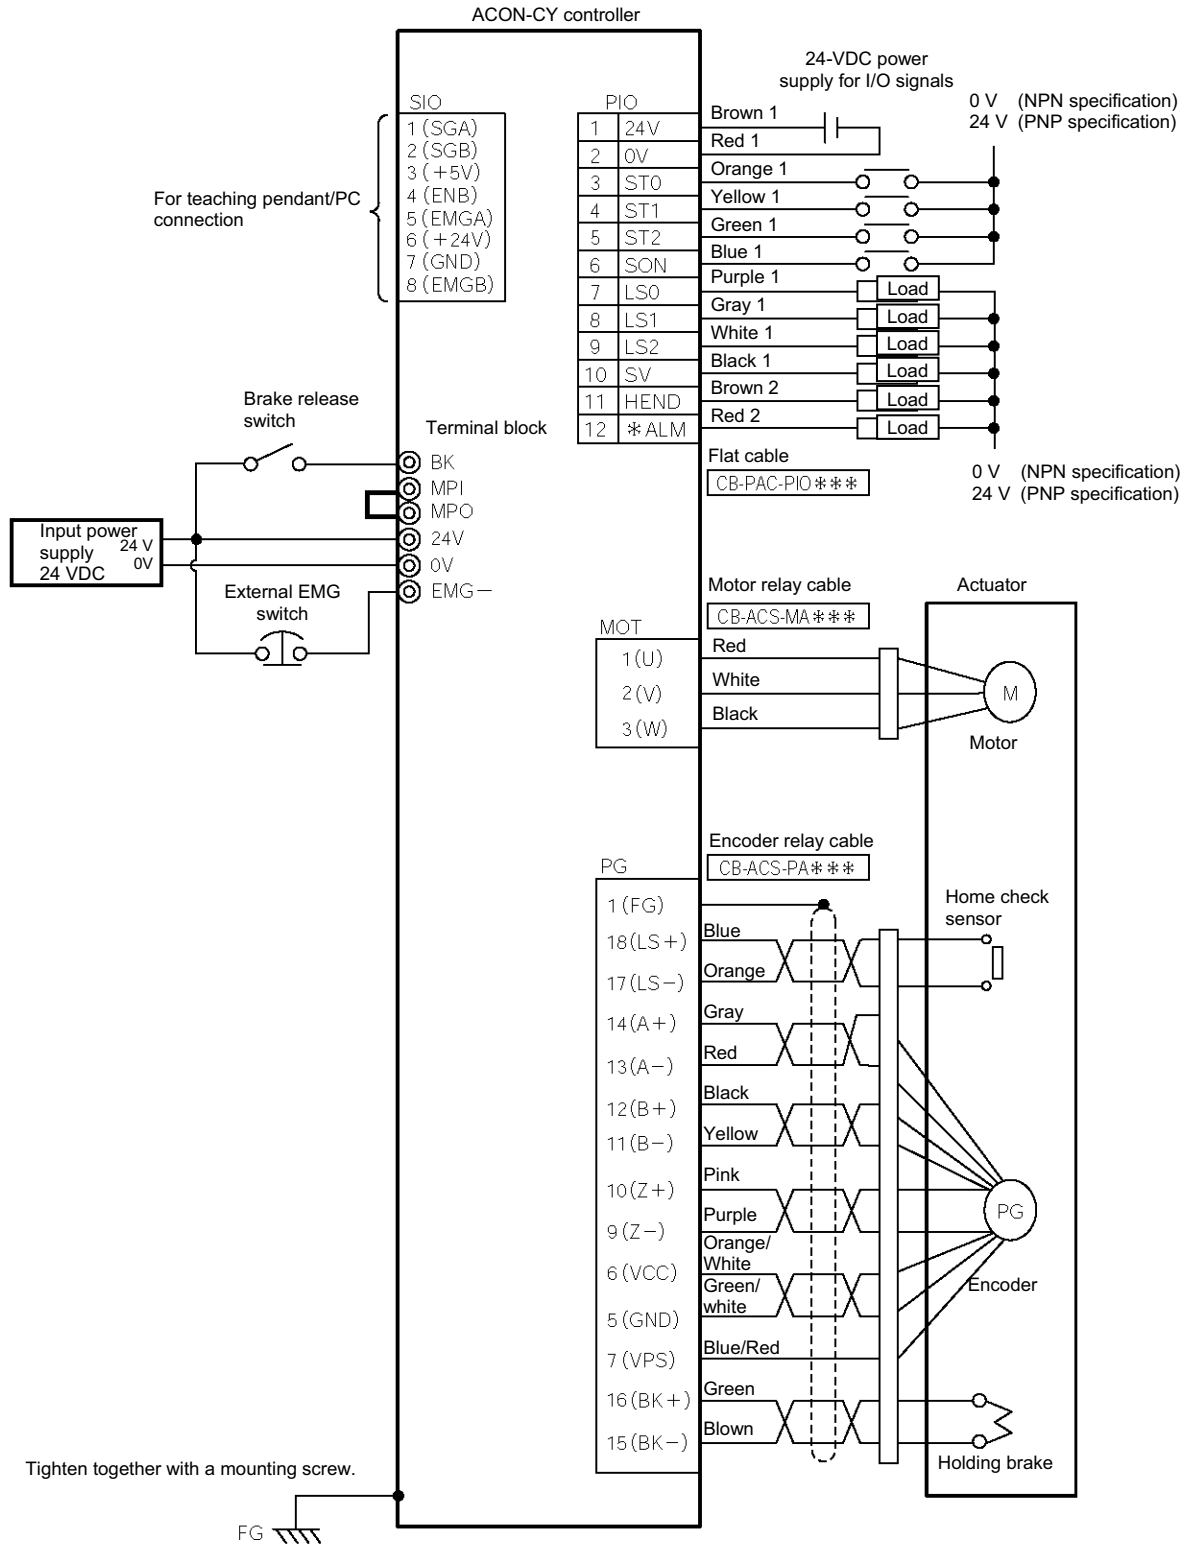 ACON-CY controller
24-VDC power
supply for I/O signals
0 V (NPN specification)
24 V (PNP specification)
SIO
1 (SGA)
2 (SGB)
3 (+5V)
4 (ENB)
5 (EMGA)
6 (+24V)
7 (GND)
8 (EMGB)
For teaching pendant/PC
connection
PIO
1 24V
2 0V
3 ST0
4 ST1
5 ST2
6 SON
7 LS0
8 LS1
9 LS2
10 SV
11 HEND
12 *ALM
Brown 1
Red 1
Orange 1
Yellow 1
Green 1
Blue 1
Purple 1
Gray 1
White 1
Black 1
Brown 2
Red 2
Load
Load
Load
Load
Load
Load
Flat cable
CB-PAC-PIO***
0 V (NPN specification)
24 V (PNP specification)
Brake release
switch
Terminal block
BK
MPI
MPO
24V
0V
EMG−
Input power
supply
24 VDC
24 V
0V
External EMG
switch
Motor relay cable
CB-ACS-MA***
Actuator
MOT
1 (U)
2 (V)
3 (W)
Red
White
Black
M
Motor
Encoder relay cable
CB-ACS-PA***
PG
1 (FG)
18 (LS+)
17 (LS−)
14 (A+)
13 (A−)
12 (B+)
11 (B−)
10 (Z+)
9 (Z−)
6 (VCC)
5 (GND)
7 (VPS)
16 (BK+)
15 (BK−)
Blue
Orange
Gray
Red
Black
Yellow
Pink
Purple
Orange/
White
Green/
white
Blue/Red
Green
Blown
Home check
sensor
PG
Encoder
Holding brake
Tighten together with a mounting screw.
FG